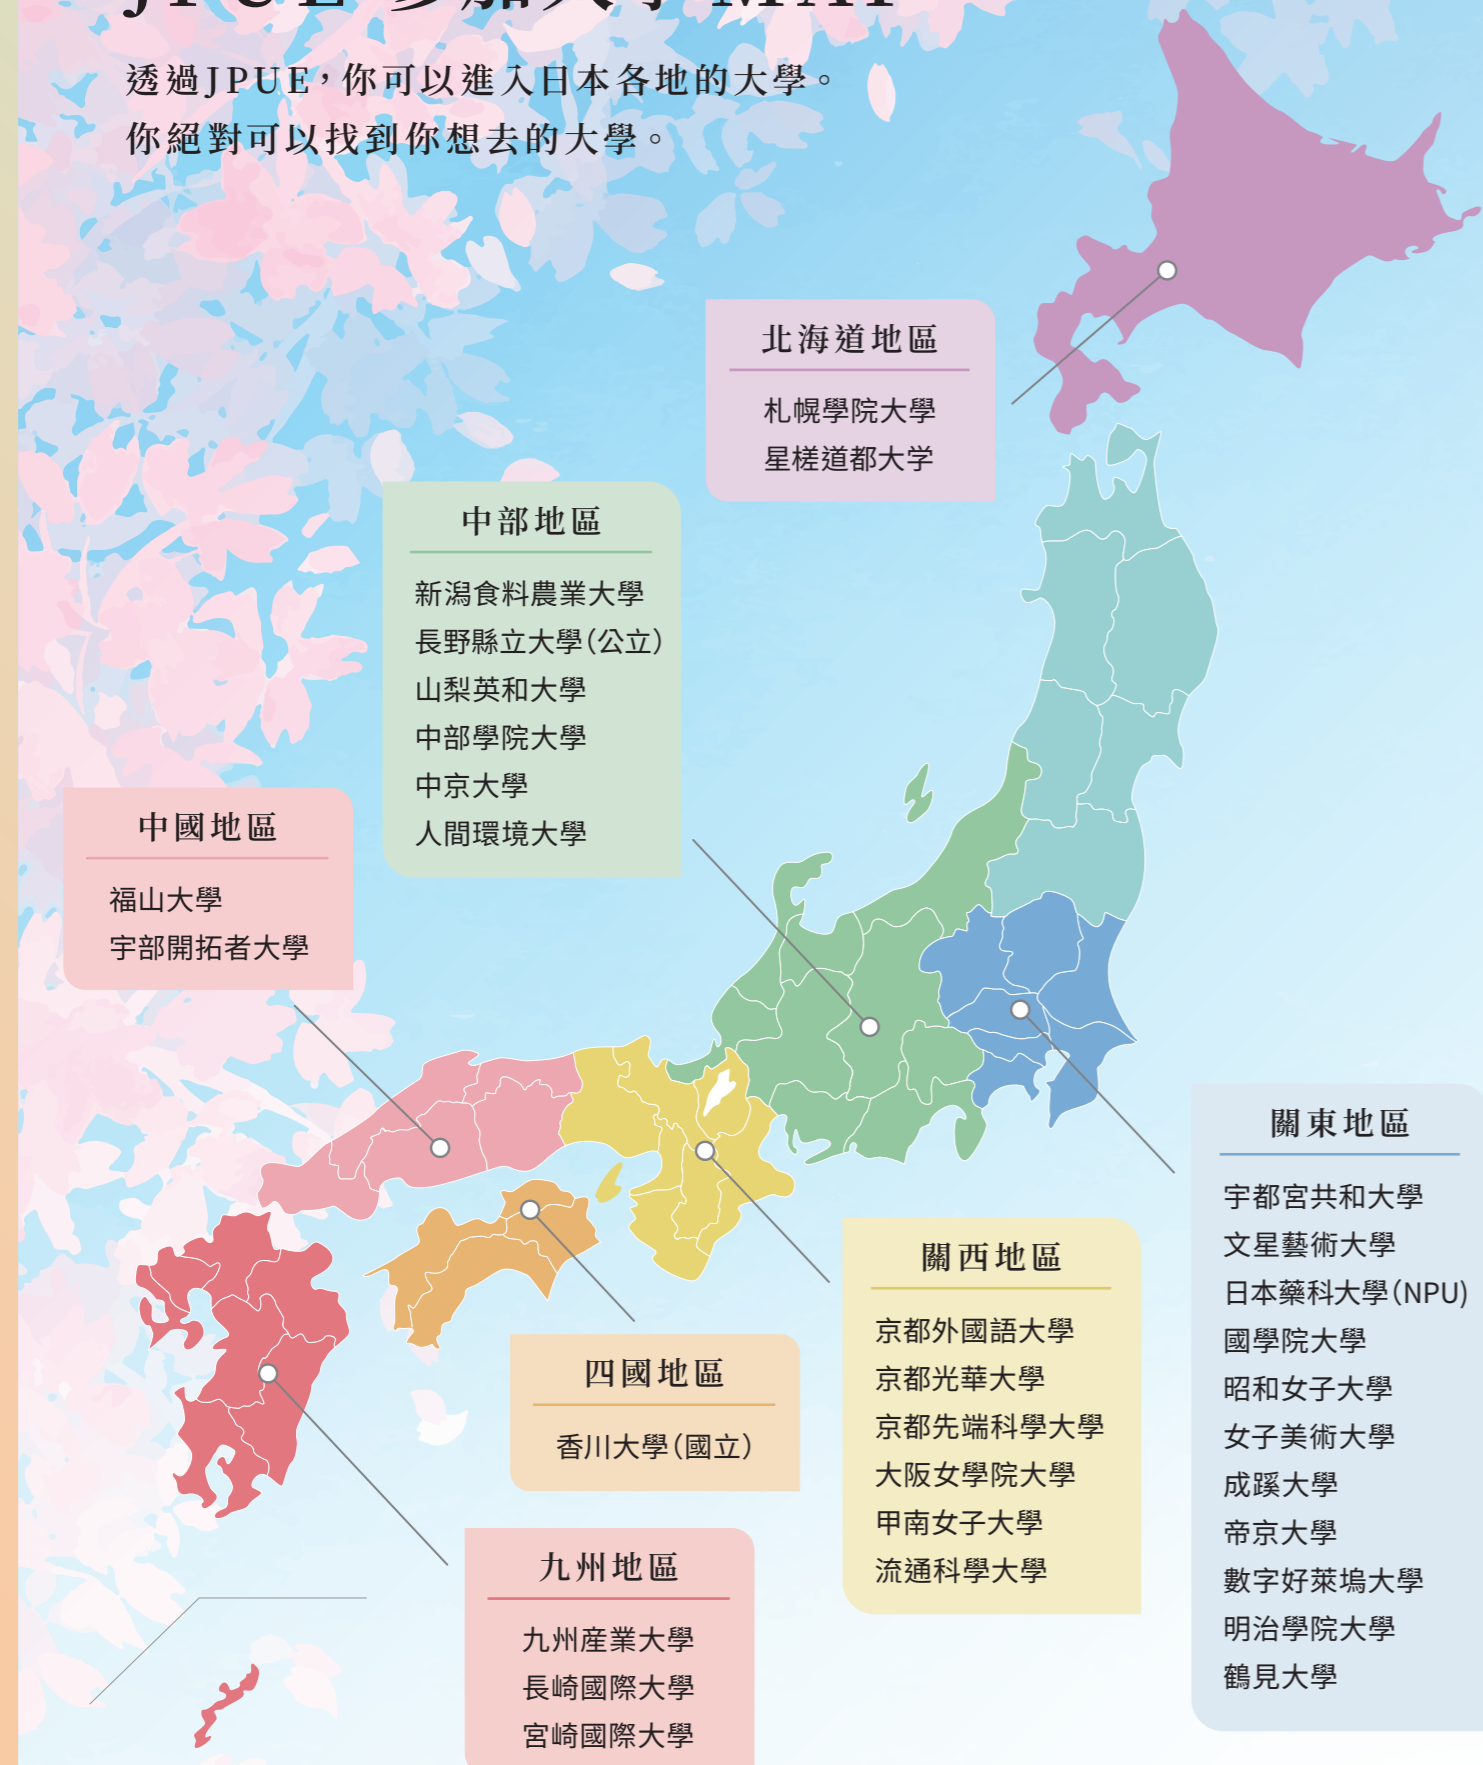 JPUE 參加大學 MAP
透過JPUE，你可以進入日本各地的大學。
你絕對可以找到你想去的大學。
北海道地區
札幌學院大學
星槎道都大学
中部地區
新潟食料農業大學
長野縣立大學（公立）
山梨英和大學
中部學院大學
中京大學
人間環境大學
中國地區
福山大學
宇部開拓者大學
關東地區
宇都宮共和大學
文星藝術大學
日本藥科大學（NPU)
國學院大學
昭和女子大學
女子美術大學
成蹊大學
帝京大學
數字好萊塢大學
明治學院大學
鶴見大學
關西地區
京都外國語大學
京都光華大學
京都先端科學大學
大阪女學院大學
甲南女子大學
流通科學大學
四國地區
香川大學（國立）
九州地區
九州産業大學
長崎國際大學
宮崎國際大學